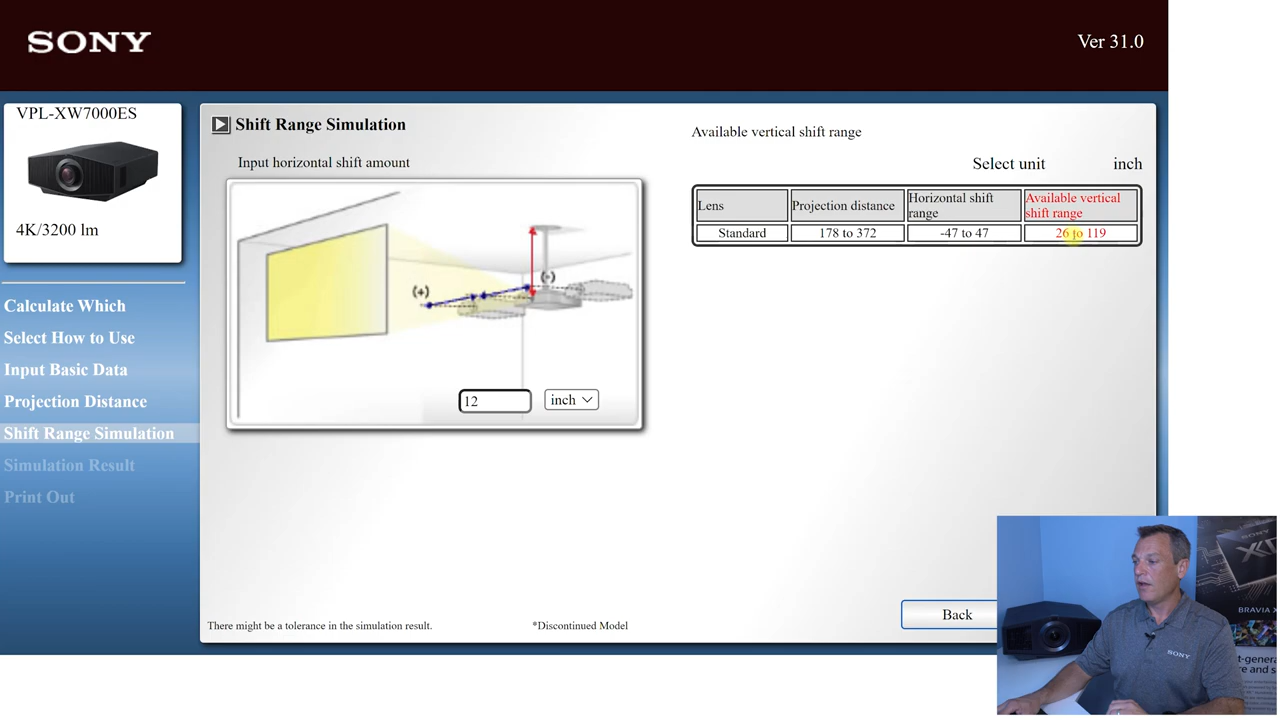 SONY
Ver 31.0
VPL-XW7000ES
4K/3200 lm
Calculate Which
Select How to Use
Input Basic Data
Projection Distance
Shift Range Simulation
Simulation Result
Print Out
Shift Range Simulation
Input horizontal shift amount
(+)
(-)
12
inch
Available vertical shift range
Select unit
inch
Lens
Projection distance
Horizontal shift
range
Available vertical
shift range
Standard
178 to 372
-47 to 47
26 to 119
There might be a tolerance in the simulation result.
*Discontinued Model
Back
SONY
BRAVIA X
SONY